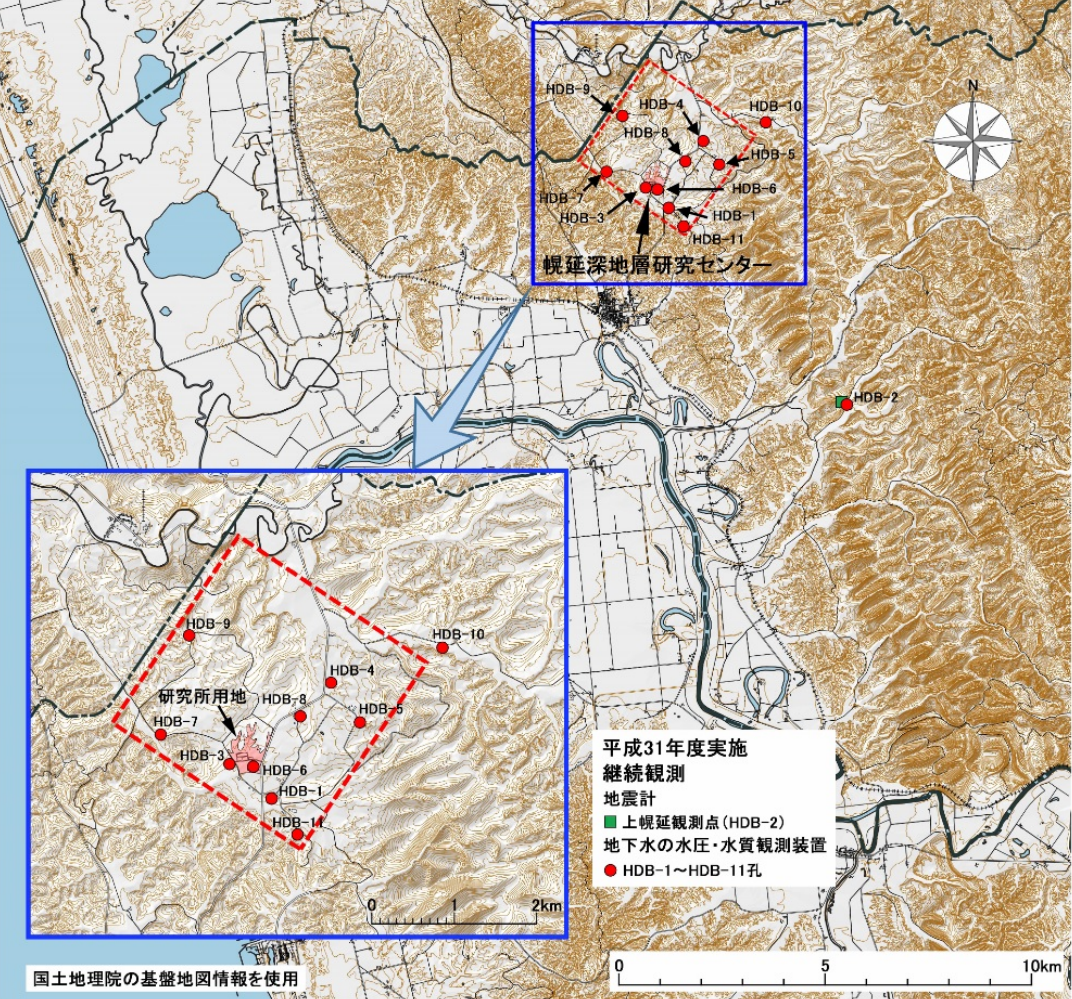 N
HDB-9
HDB-4
HDB-10
HDB-8
HDB-5
HDB-6
HDB-7
HDB-3
HDB-1
HDB-11
幌延深地層研究センター
HDB-2
HDB-9
HDB-10
HDB-4
研究所用地
HDB-8
HDB-5
HDB-7
HDB-3
HDB-6
HDB-1
HDB-11
0 1 2km
平成31年度実施
継続観測
地震計
上幌延観測点(HDB-2)
地下水の水圧・水質観測装置
HDB-1～HDB-11孔
国土地理院の基盤地図情報を使用
0 5 10km